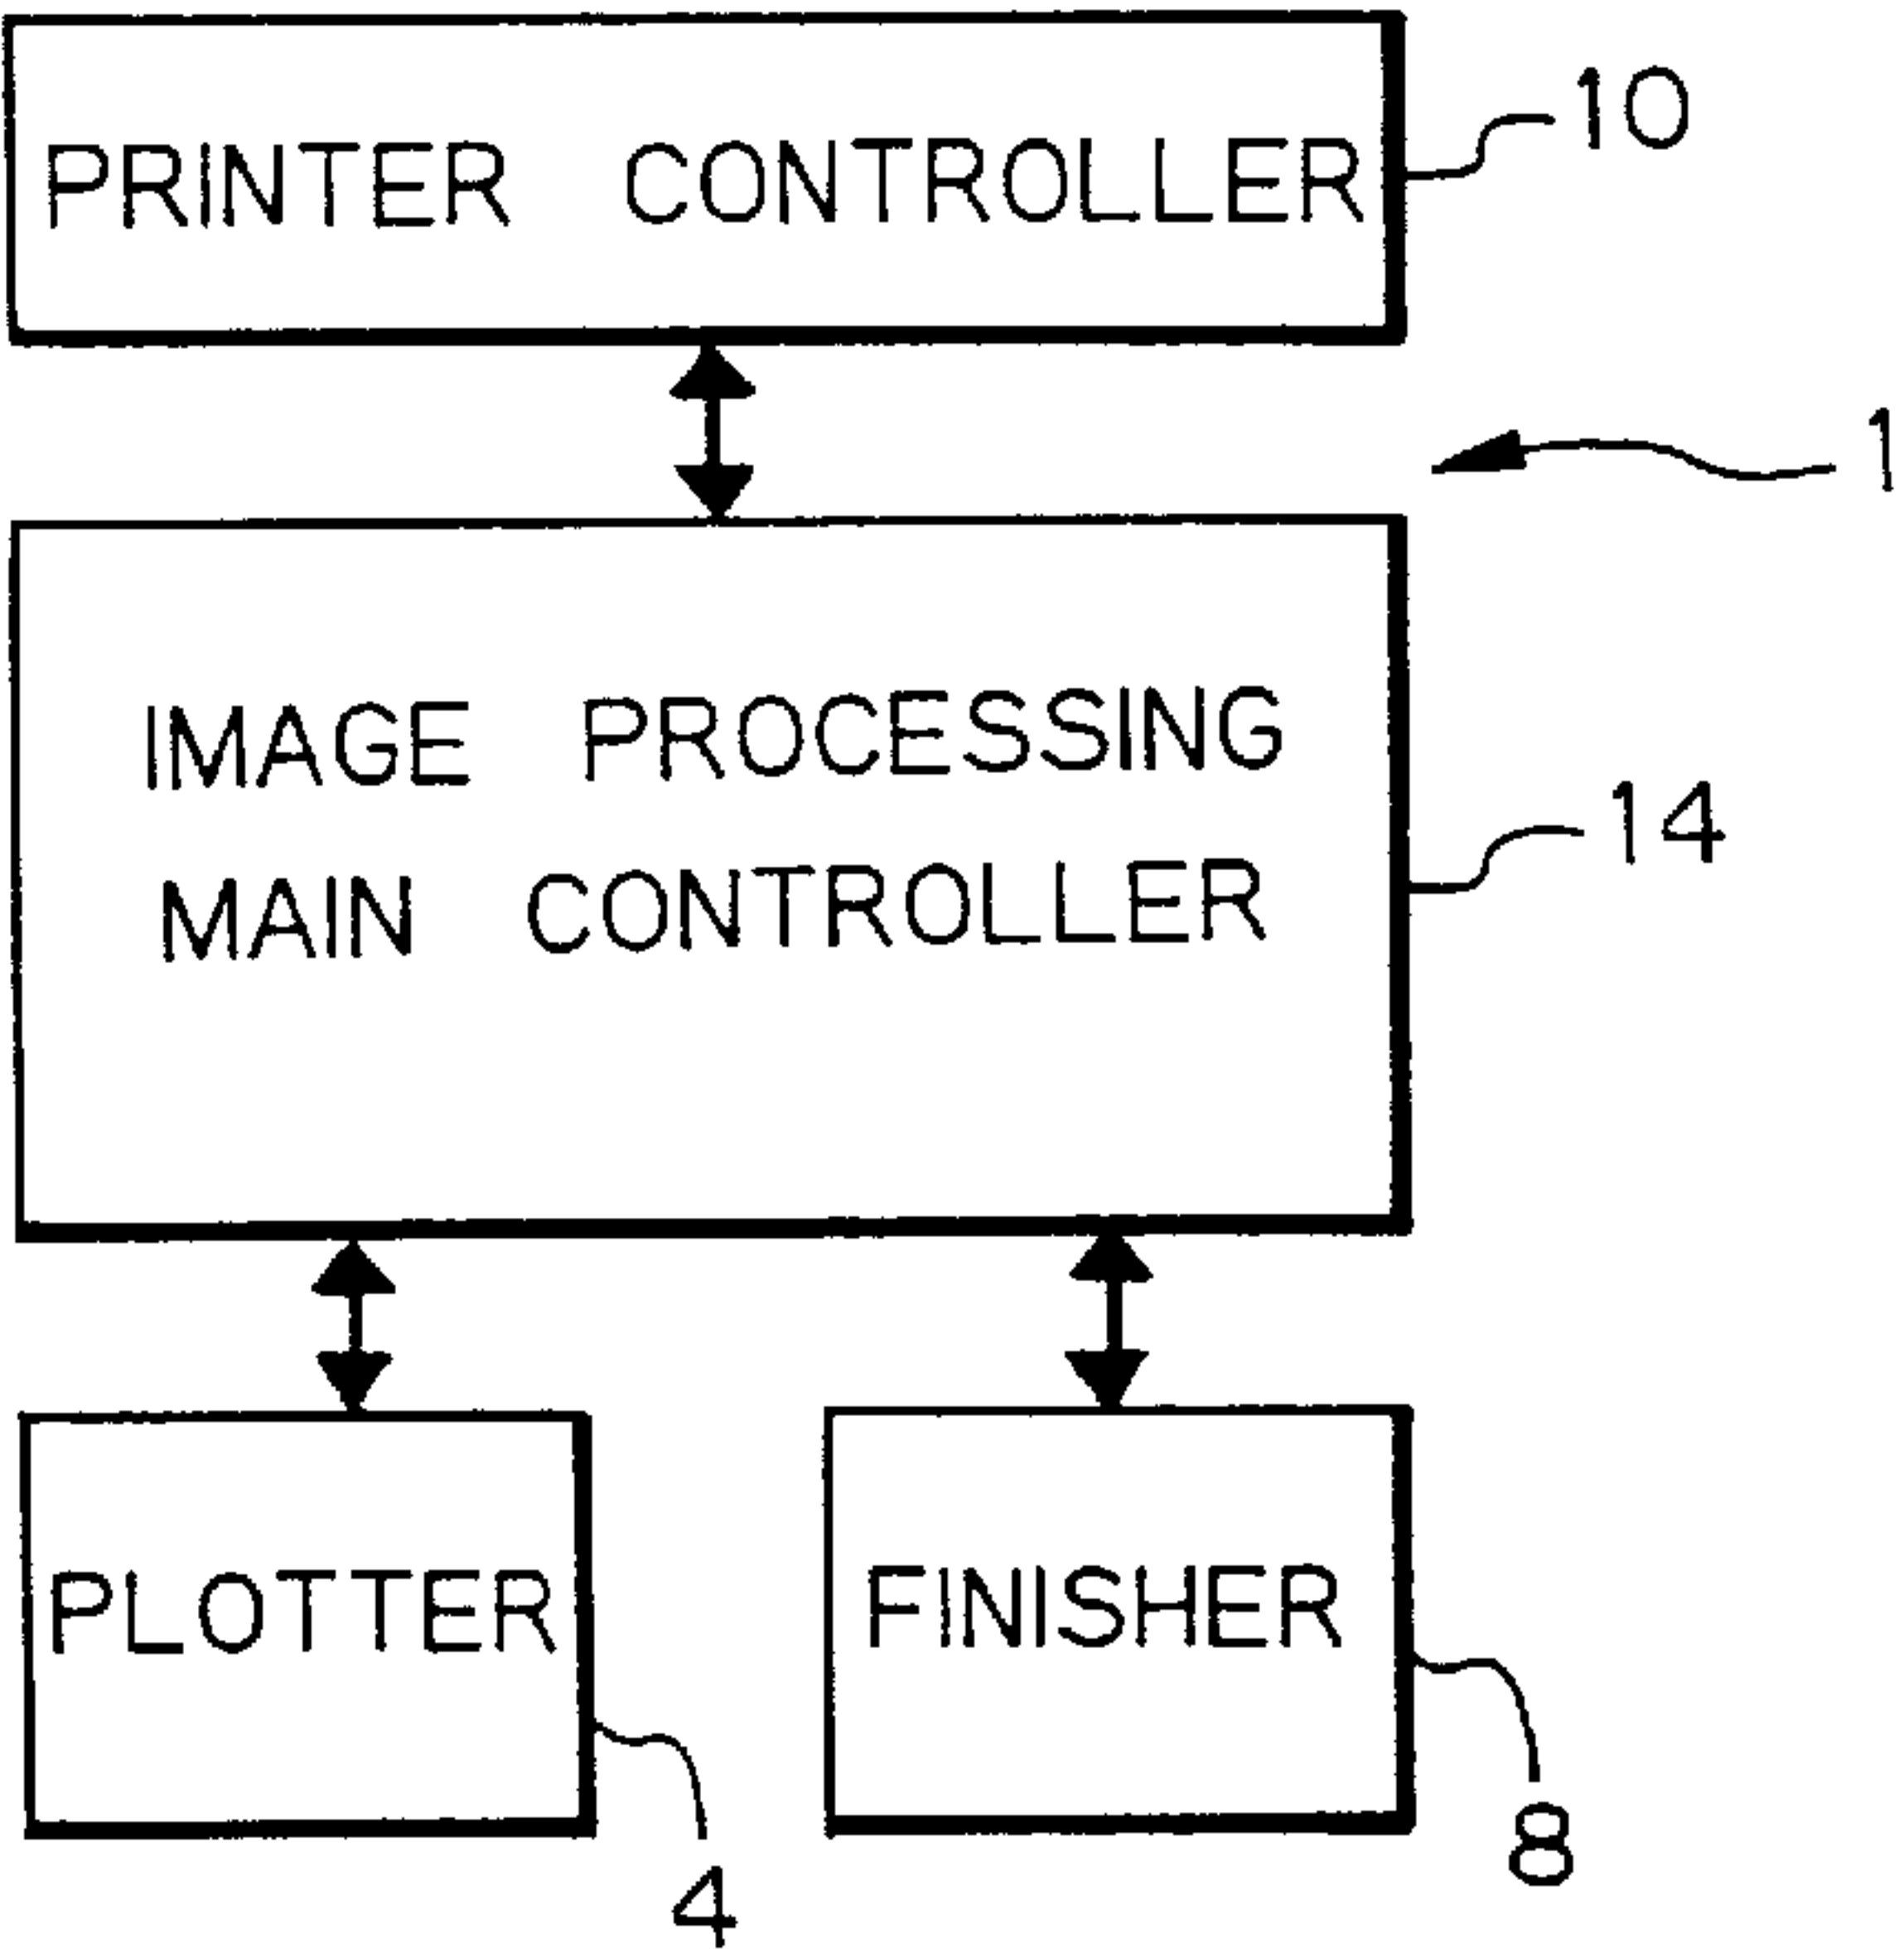 PRINTER CONTROLLER
10
1
IMAGE PROCESSING
MAIN CONTROLLER
14
PLOTTER
FINISHER
4
8